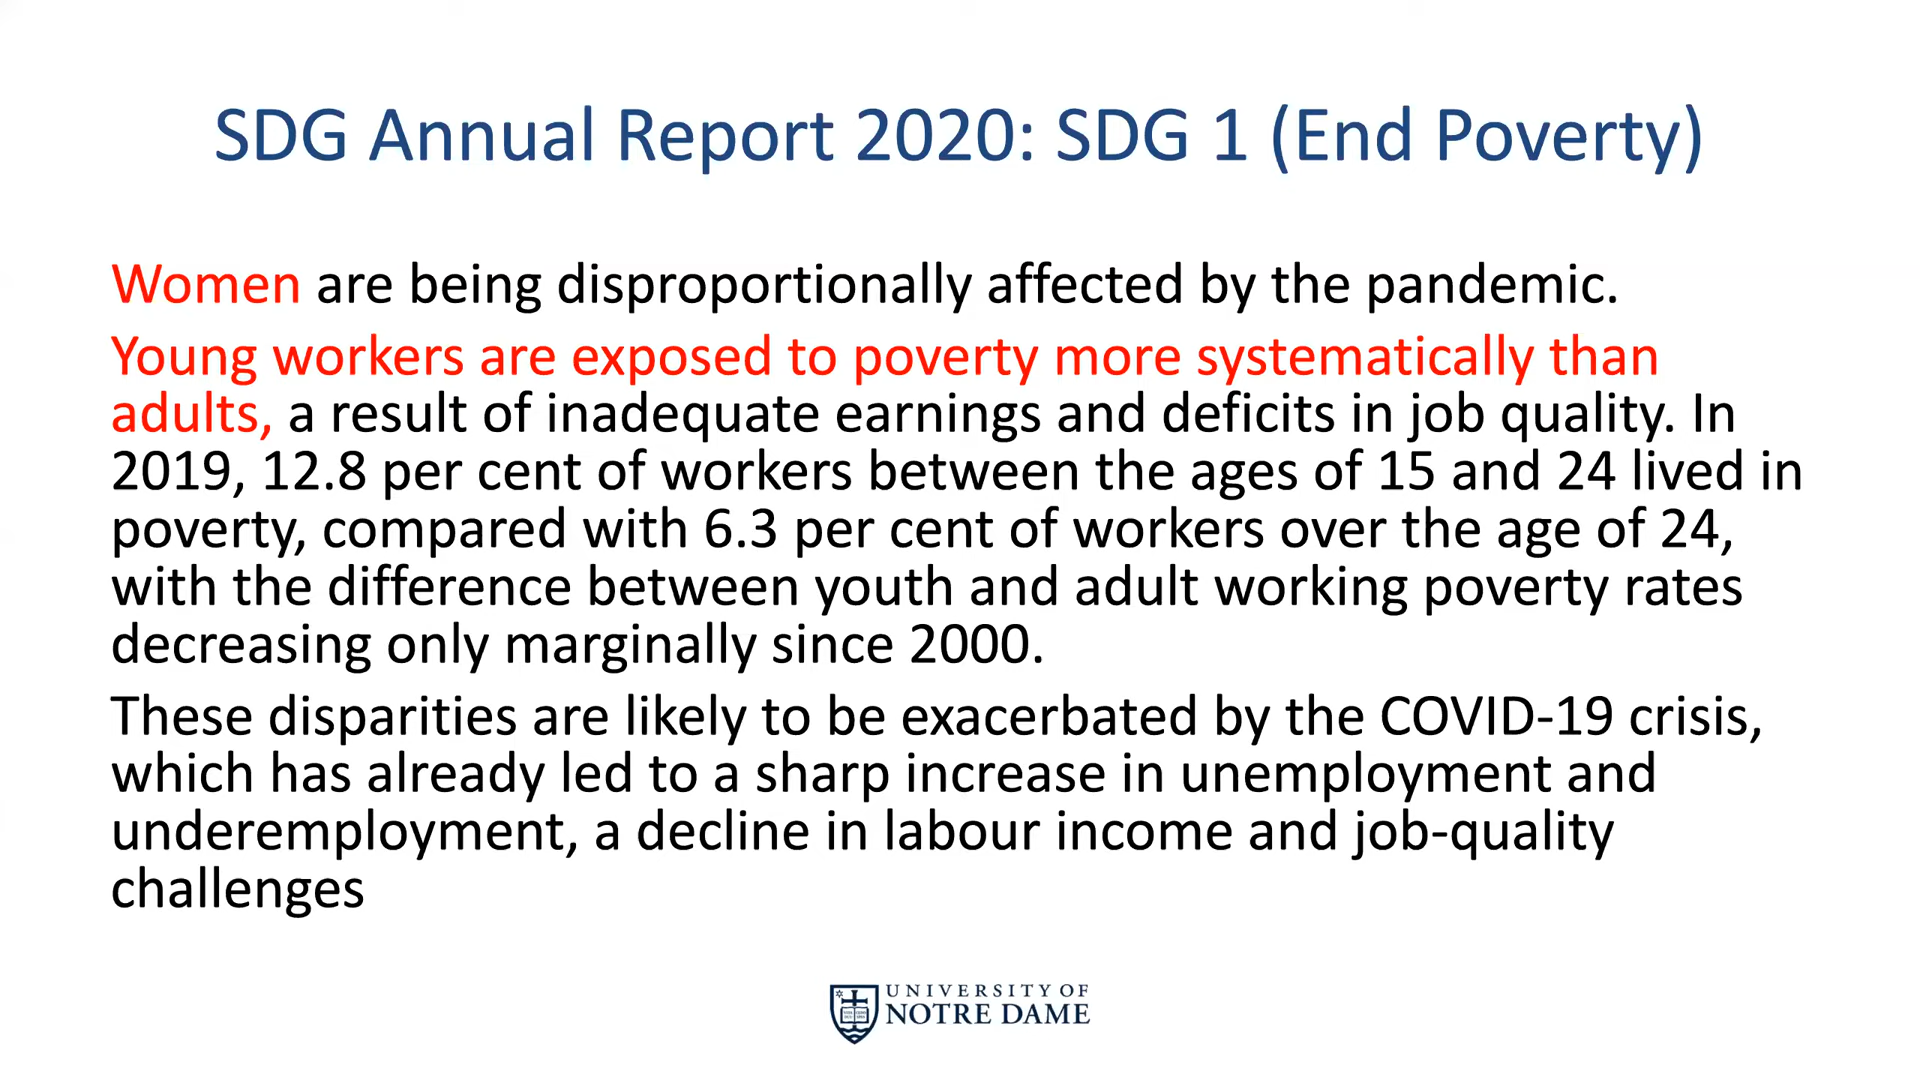 SDG Annual Report 2020: SDG 1 (End Poverty)
Women are being disproportionally affected by the pandemic.
Young workers are exposed to poverty more systematically than
adults, a result of inadequate earnings and deficits in job quality. In
2019, 12.8 per cent of workers between the ages of 15 and 24 lived in
poverty, compared with 6.3 per cent of workers over the age of 24,
with the difference between youth and adult working poverty rates
decreasing only marginally since 2000.
These disparities are likely to be exacerbated by the COVID-19 crisis,
which has already led to a sharp increase in unemployment and
underemployment, a decline in labour income and job-quality
challenges
UNIVERSITY OF
NOTRE DAME